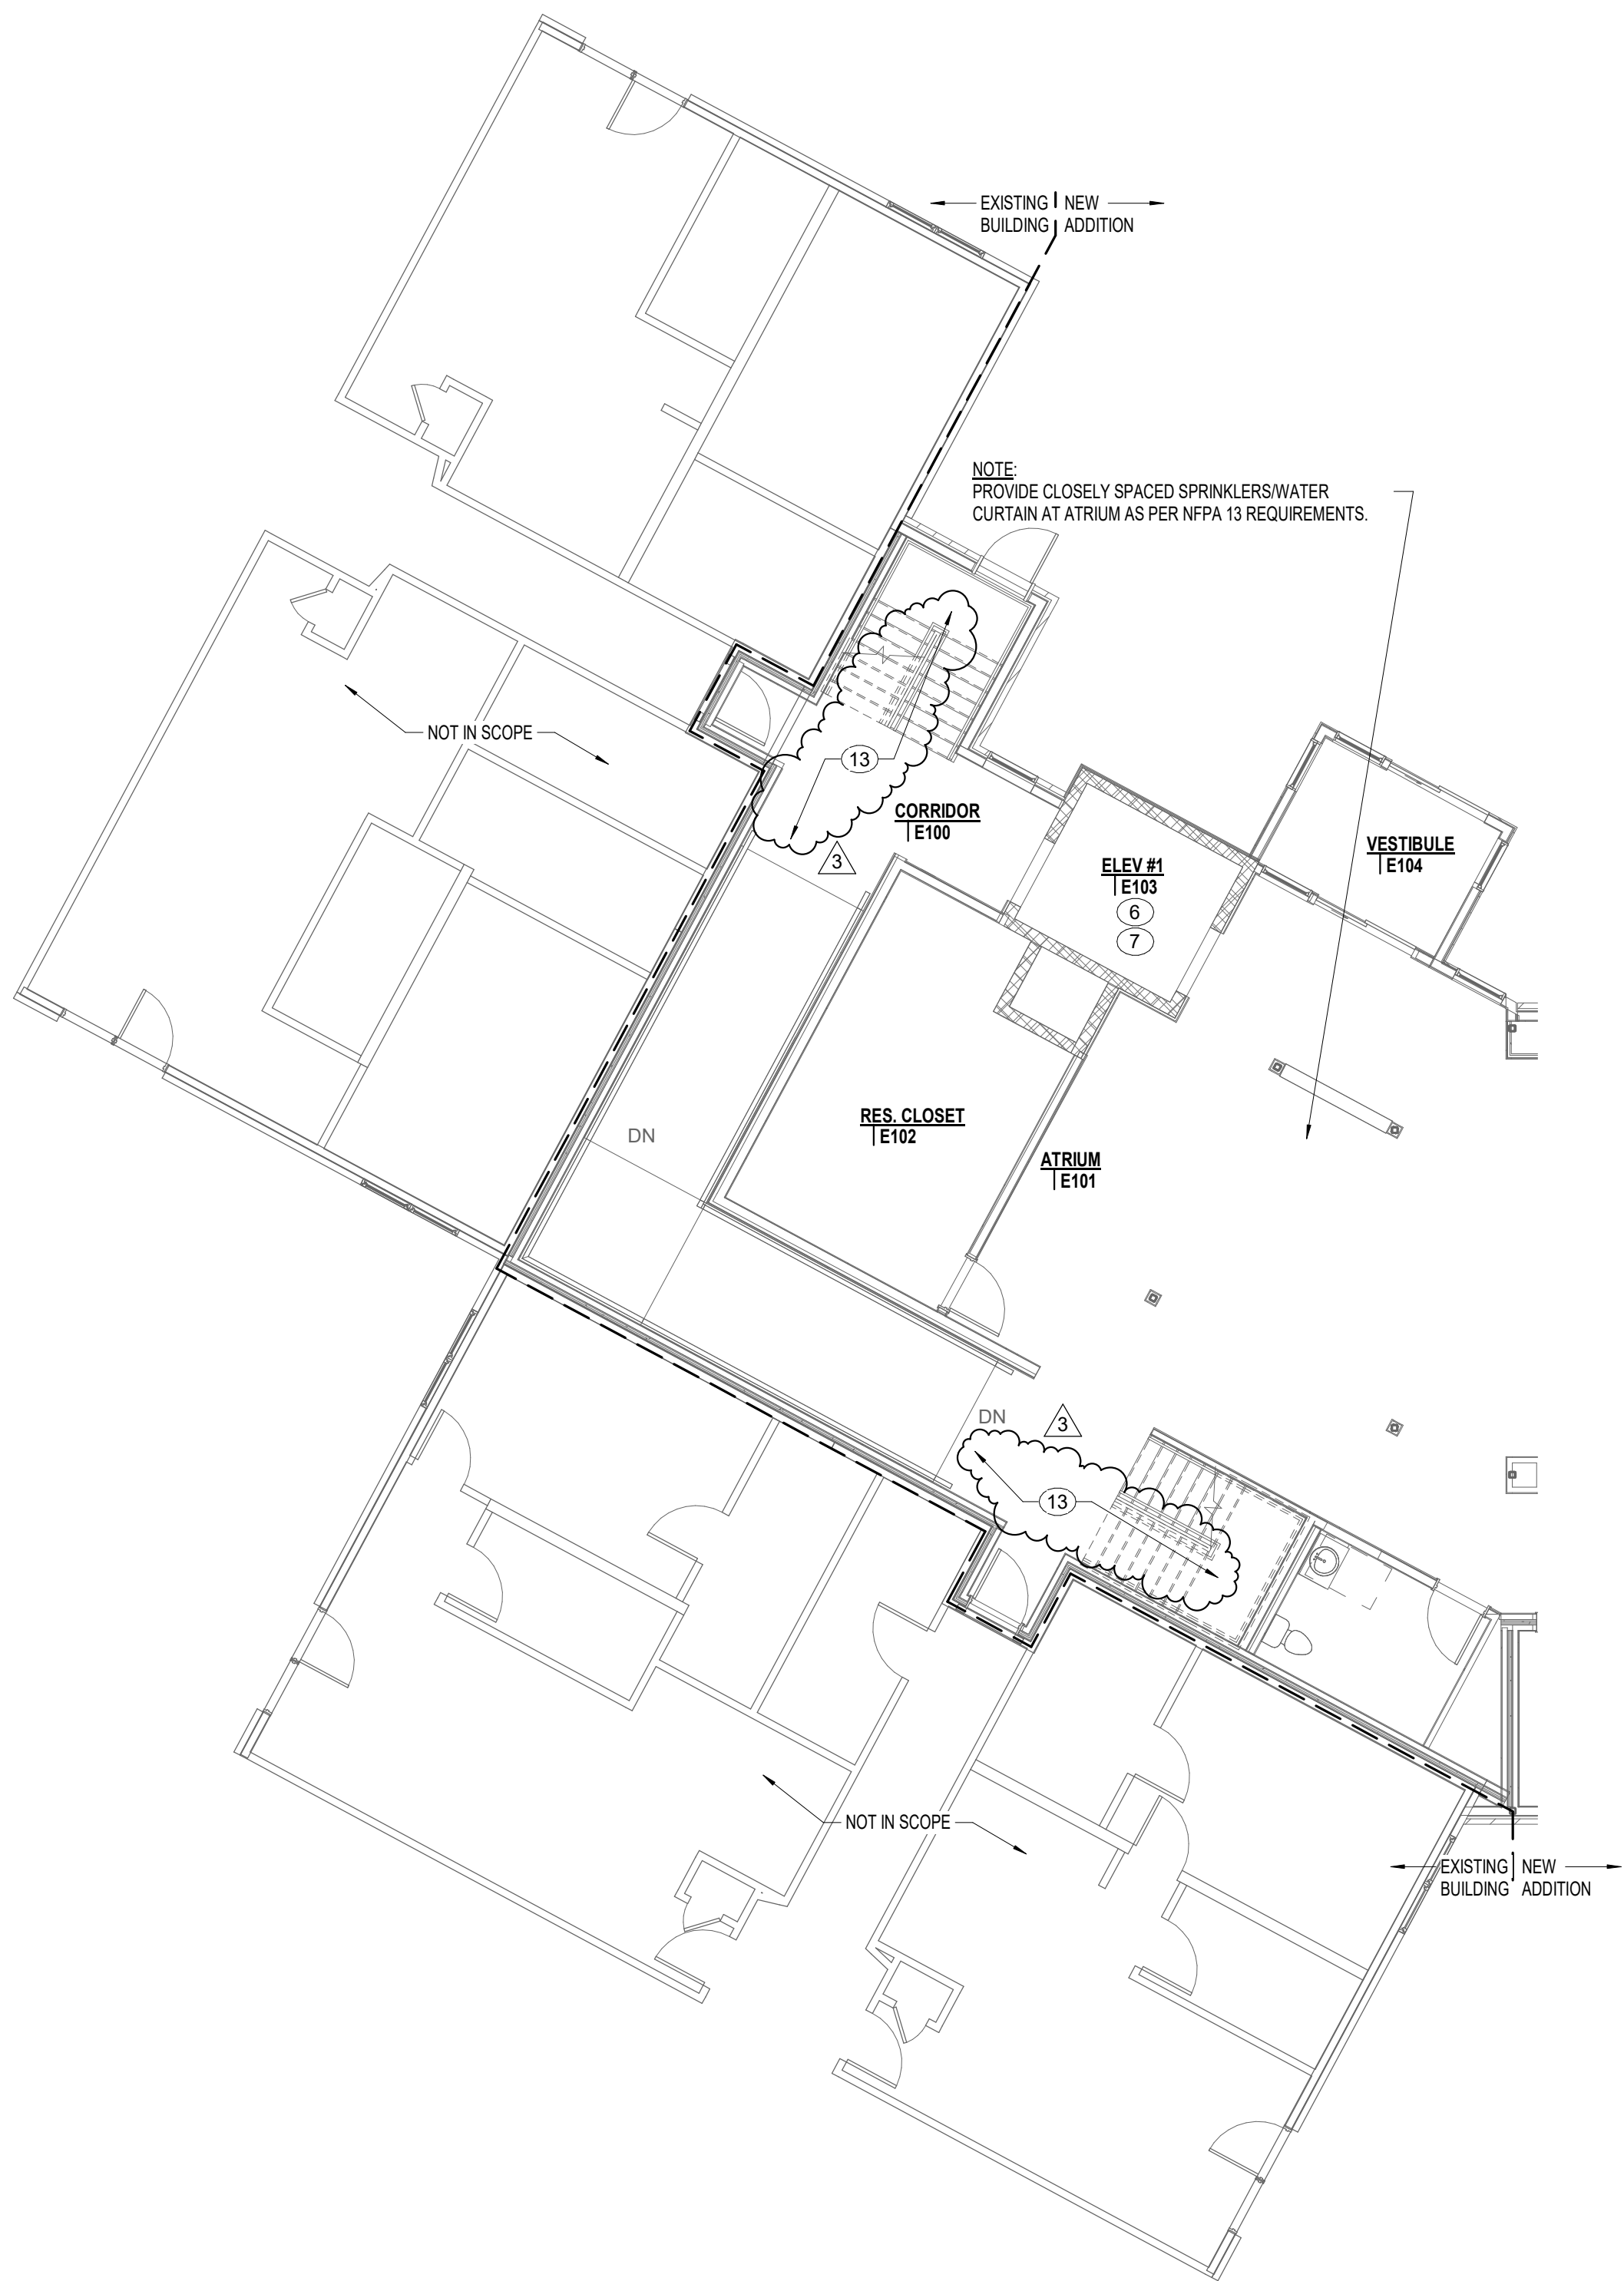 EXISTING NEW
BUILDING ADDITION
NOTE:
PROVIDE CLOSELY SPACED SPRINKLERS/WATER
CURTAIN AT ATRIUM AS PER NFPA 13 REQUIREMENTS.
NOT IN SCOPE
13
CORRIDOR
E100
3
ELEV #1
E103
6
7
VESTIBULE
E104
RES. CLOSET
E102
DN
ATRIUM
E101
DN
3
13
NOT IN SCOPE
EXISTING NEW
BUILDING ADDITION